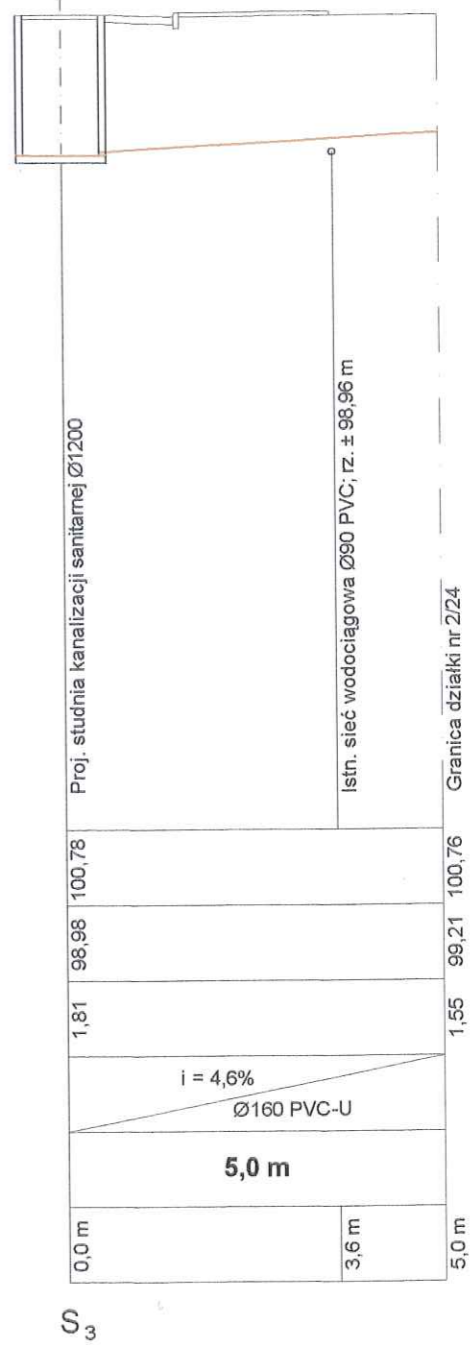 Proj. studnia kanalizacji sanitarnej Ø1200
Istn. sieć wodociągowa Ø90 PVC; rz. ± 98,96 m
Granica działki nr 2/24
100,78
100,76
98,98
99,21
1,81
1,55
i = 4,6%
Ø160 PVC-U
5,0 m
0,0 m
3,6 m
5,0 m
S₃